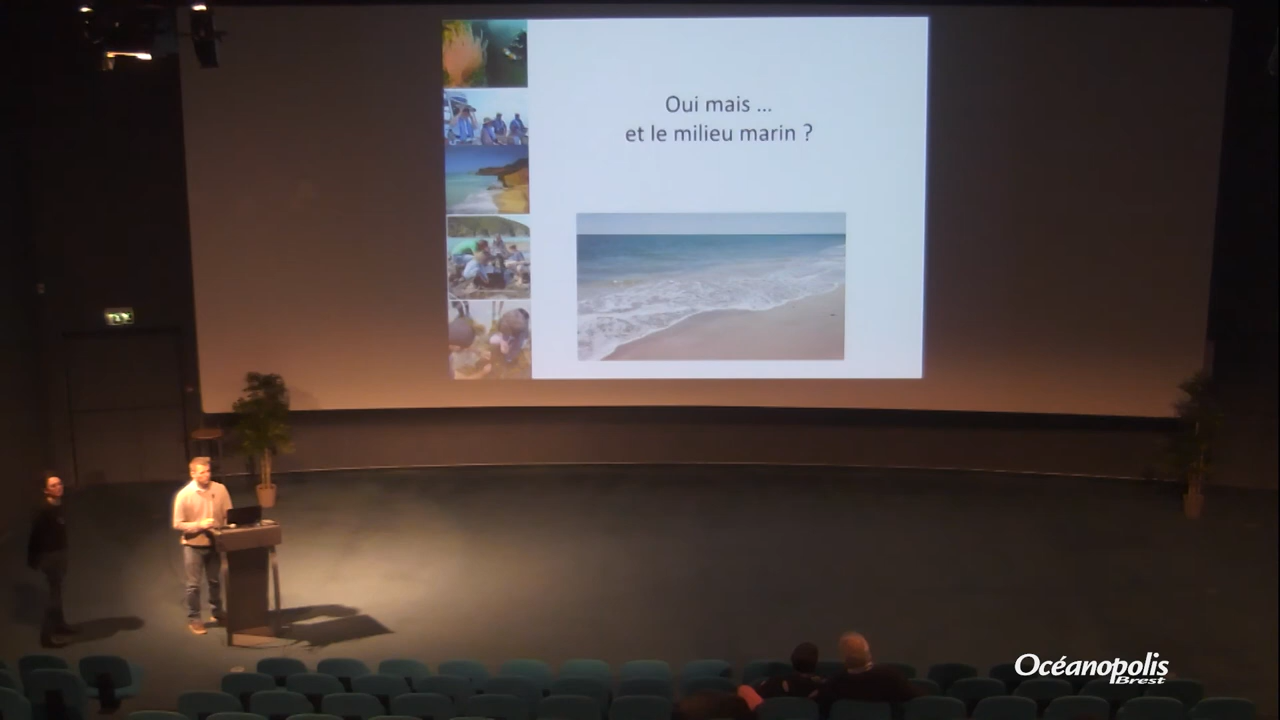 Oui mais ...
et le milieu marin ?
Océanopolis
Brest